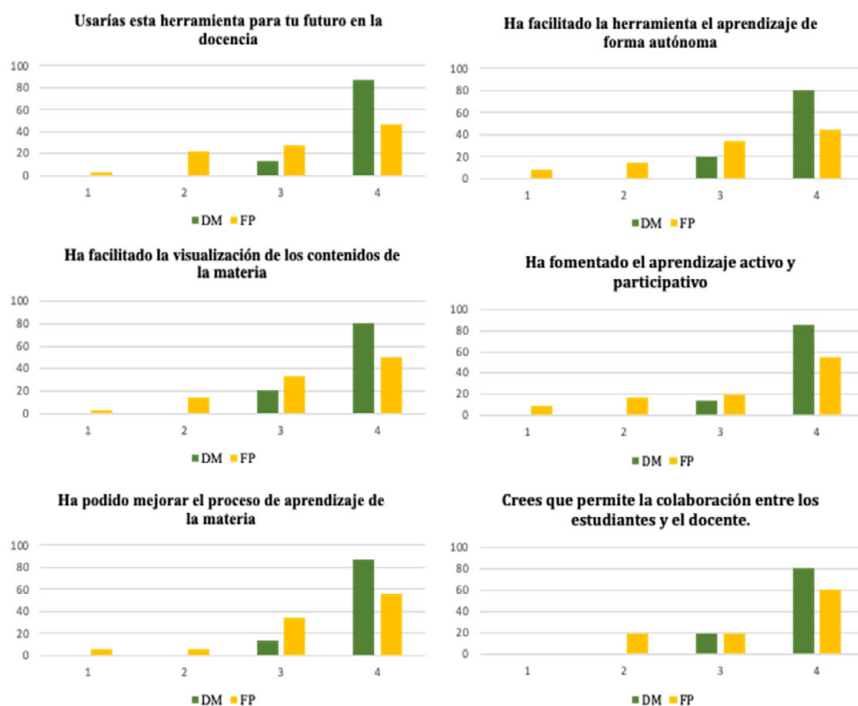 Usarías esta herramienta para tu futuro en la
docencia
100
80
60
40
20
0
1 2 3 4
DM FP
Ha facilitado la herramienta el aprendizaje de
forma autónoma
100
80
60
40
20
0
1 2 3 4
DM FP
Ha facilitado la visualización de los contenidos de
la materia
100
80
60
40
20
0
1 2 3 4
DM FP
Ha fomentado el aprendizaje activo y
participativo
100
80
60
40
20
0
1 2 3 4
DM FP
Ha podido mejorar el proceso de aprendizaje de
la materia
100
80
60
40
20
0
1 2 3 4
DM FP
Crees que permite la colaboración entre los
estudiantes y el docente.
100
80
60
40
20
0
1 2 3 4
DM FP